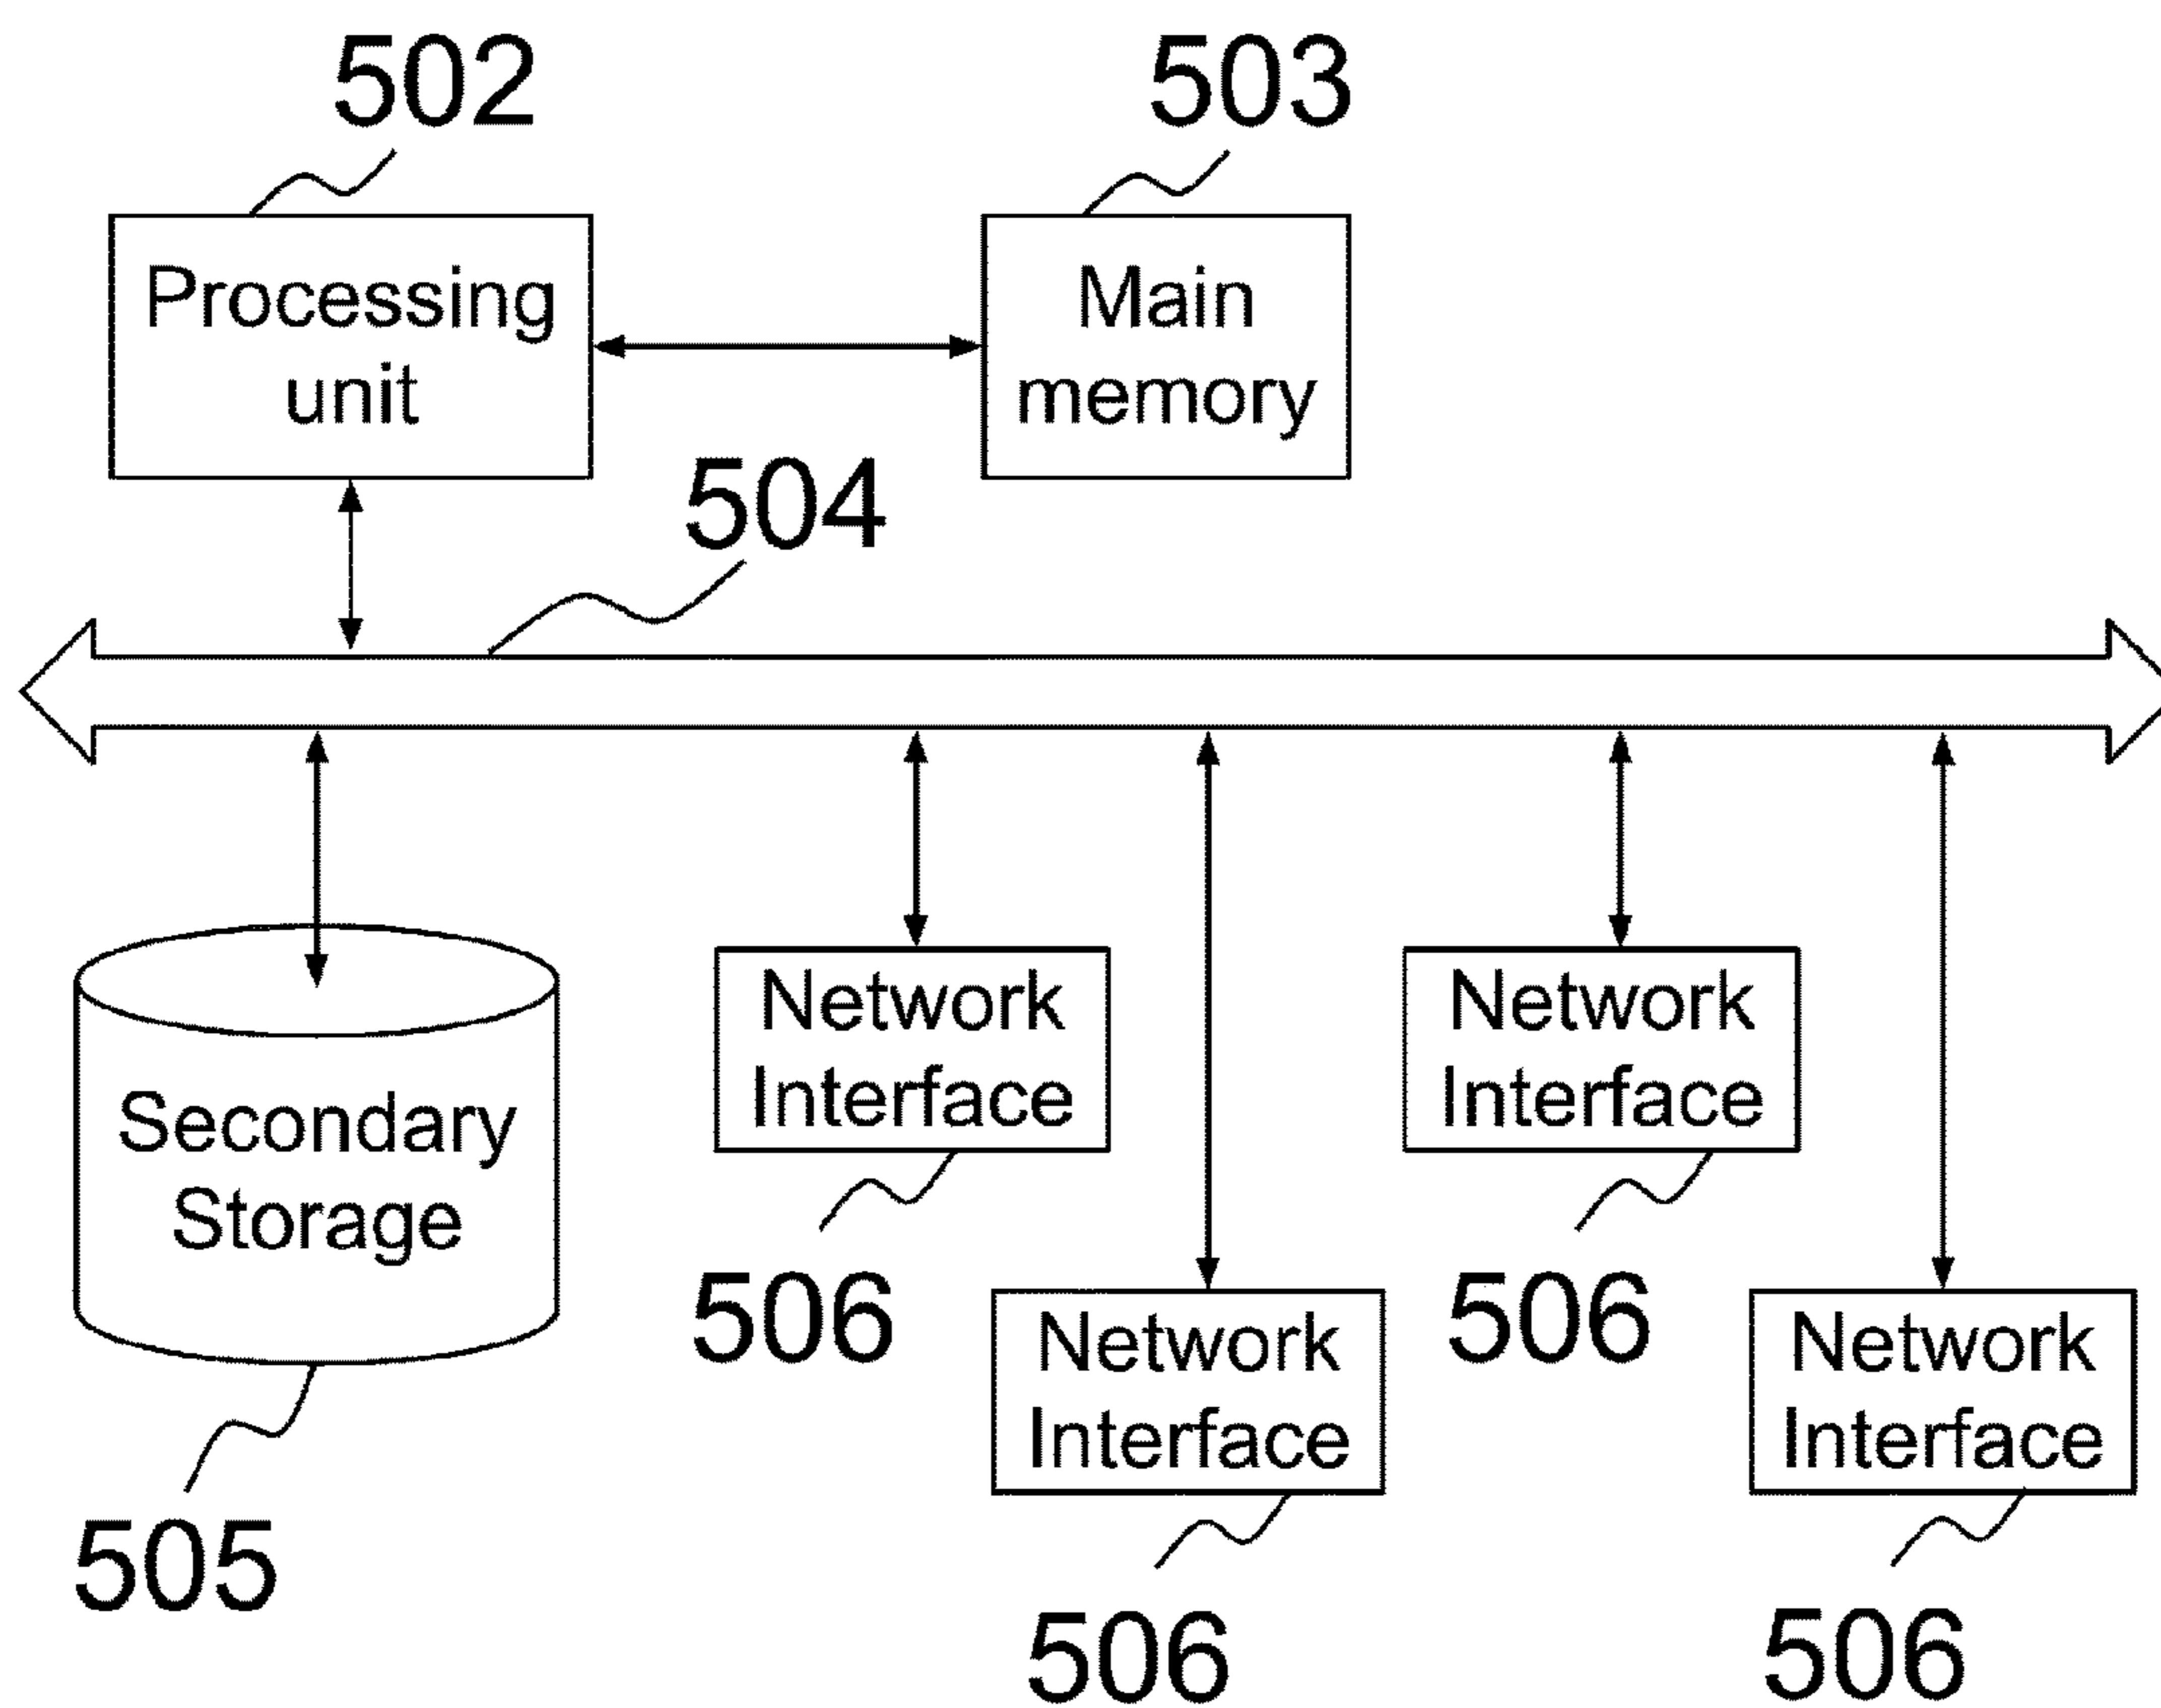 502
503
Processing
unit
Main
memory
504
Network
Interface
Network
Interface
Secondary
Storage
506
506
Network
Interface
Network
Interface
505
506
506